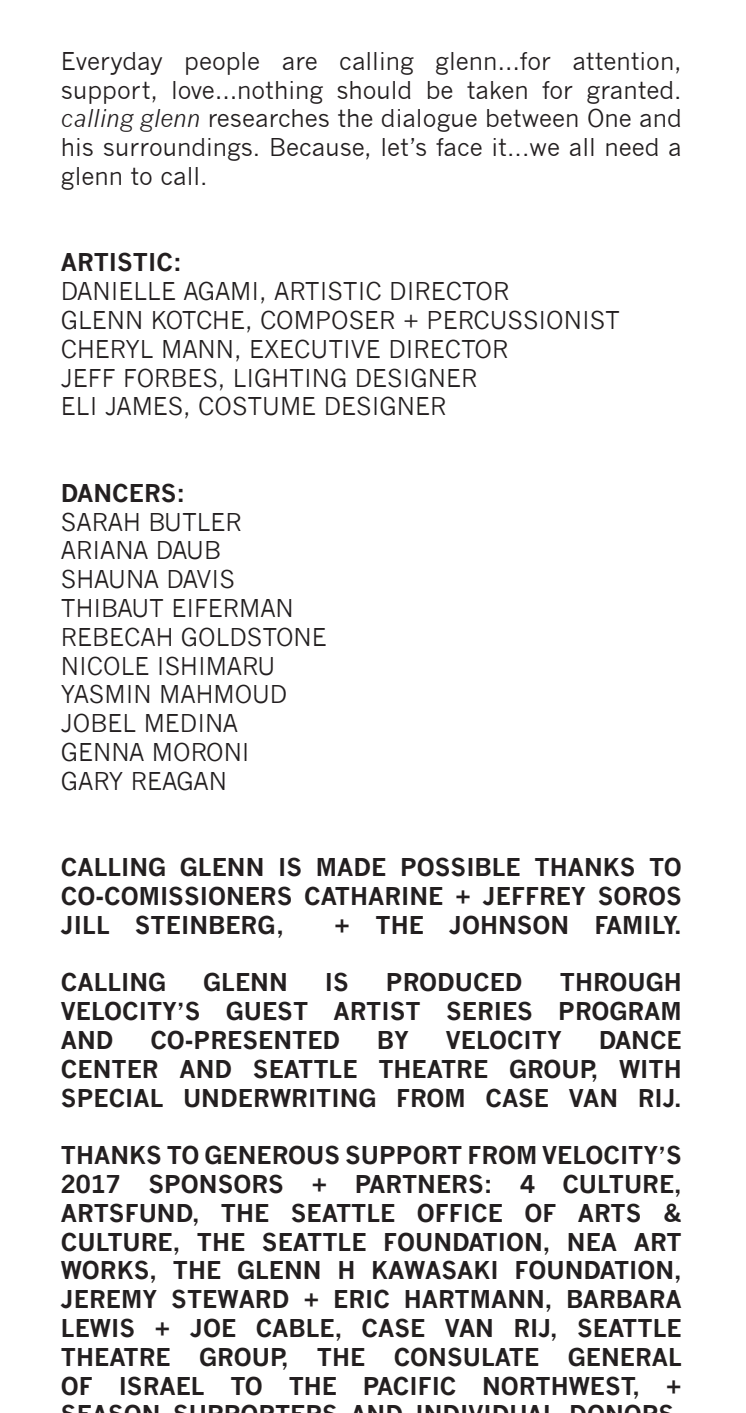 Everyday people are calling glenn...for attention,
support, love...nothing should be taken for granted.
calling glenn researches the dialogue between One and
his surroundings. Because, let’s face it...we all need a
glenn to call.
ARTISTIC:
DANIELLE AGAMI, ARTISTIC DIRECTOR
GLENN KOTCHE, COMPOSER + PERCUSSIONIST
CHERYL MANN, EXECUTIVE DIRECTOR
JEFF FORBES, LIGHTING DESIGNER
ELI JAMES, COSTUME DESIGNER
DANCERS:
SARAH BUTLER
ARIANA DAUB
SHAUNA DAVIS
THIBAUT EIFERMAN
REBECAH GOLDSTONE
NICOLE ISHIMARU
YASMIN MAHMOUD
JOBEL MEDINA
GENNA MORONI
GARY REAGAN
CALLING GLENN IS MADE POSSIBLE THANKS TO
CO-COMISSIONERS CATHARINE + JEFFREY SOROS
JILL STEINBERG, + THE JOHNSON FAMILY.
CALLING GLENN IS PRODUCED THROUGH
VELOCITY’S GUEST ARTIST SERIES PROGRAM
AND CO-PRESENTED BY VELOCITY DANCE
CENTER AND SEATTLE THEATRE GROUP, WITH
SPECIAL UNDERWRITING FROM CASE VAN RIJ.
THANKS TO GENEROUS SUPPORT FROM VELOCITY’S
2017 SPONSORS + PARTNERS: 4 CULTURE,
ARTSFUND, THE SEATTLE OFFICE OF ARTS &
CULTURE, THE SEATTLE FOUNDATION, NEA ART
WORKS, THE GLENN H KAWASAKI FOUNDATION,
JEREMY STEWARD + ERIC HARTMANN, BARBARA
LEWIS + JOE CABLE, CASE VAN RIJ, SEATTLE
THEATRE GROUP, THE CONSULATE GENERAL
OF ISRAEL TO THE PACIFIC NORTHWEST, +
SEASON SUPPORTERS AND INDIVIDUAL DONORS.